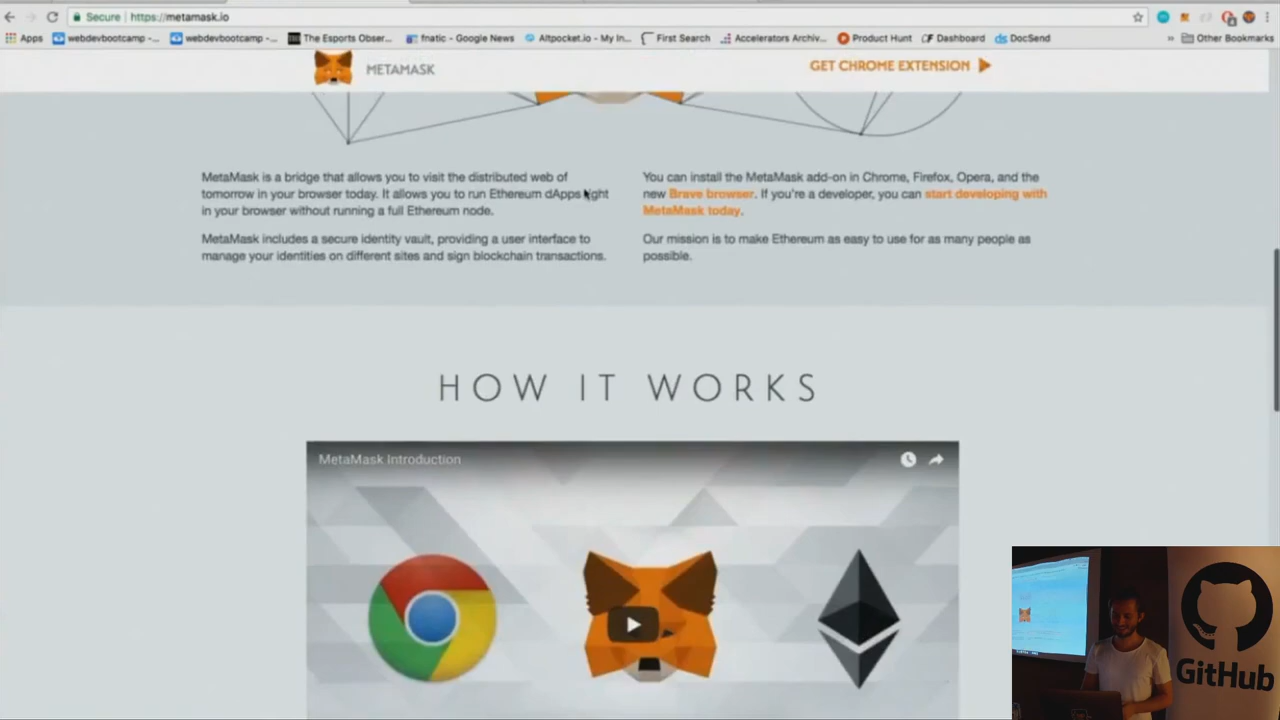 Secure
https://metamask.io
Apps
webdevbootcamp -...
webdevbootcamp -...
The Esports Obser...
fnatic - Google News
Altpocket.io - My In...
First Search
Accelerators Archiv...
Product Hunt
Dashboard
DocSend
»
Other Bookmarks
METAMASK
GET CHROME EXTENSION
MetaMask is a bridge that allows you to visit the distributed web of
tomorrow in your browser today. It allows you to run Ethereum dApps right
in your browser without running a full Ethereum node.
MetaMask includes a secure identity vault, providing a user interface to
manage your identities on different sites and sign blockchain transactions.
You can install the MetaMask add-on in Chrome, Firefox, Opera, and the
new Brave browser. If you're a developer, you can start developing with
MetaMask today.
Our mission is to make Ethereum as easy to use for as many people as
possible.
HOW IT WORKS
MetaMask Introduction
GitHub